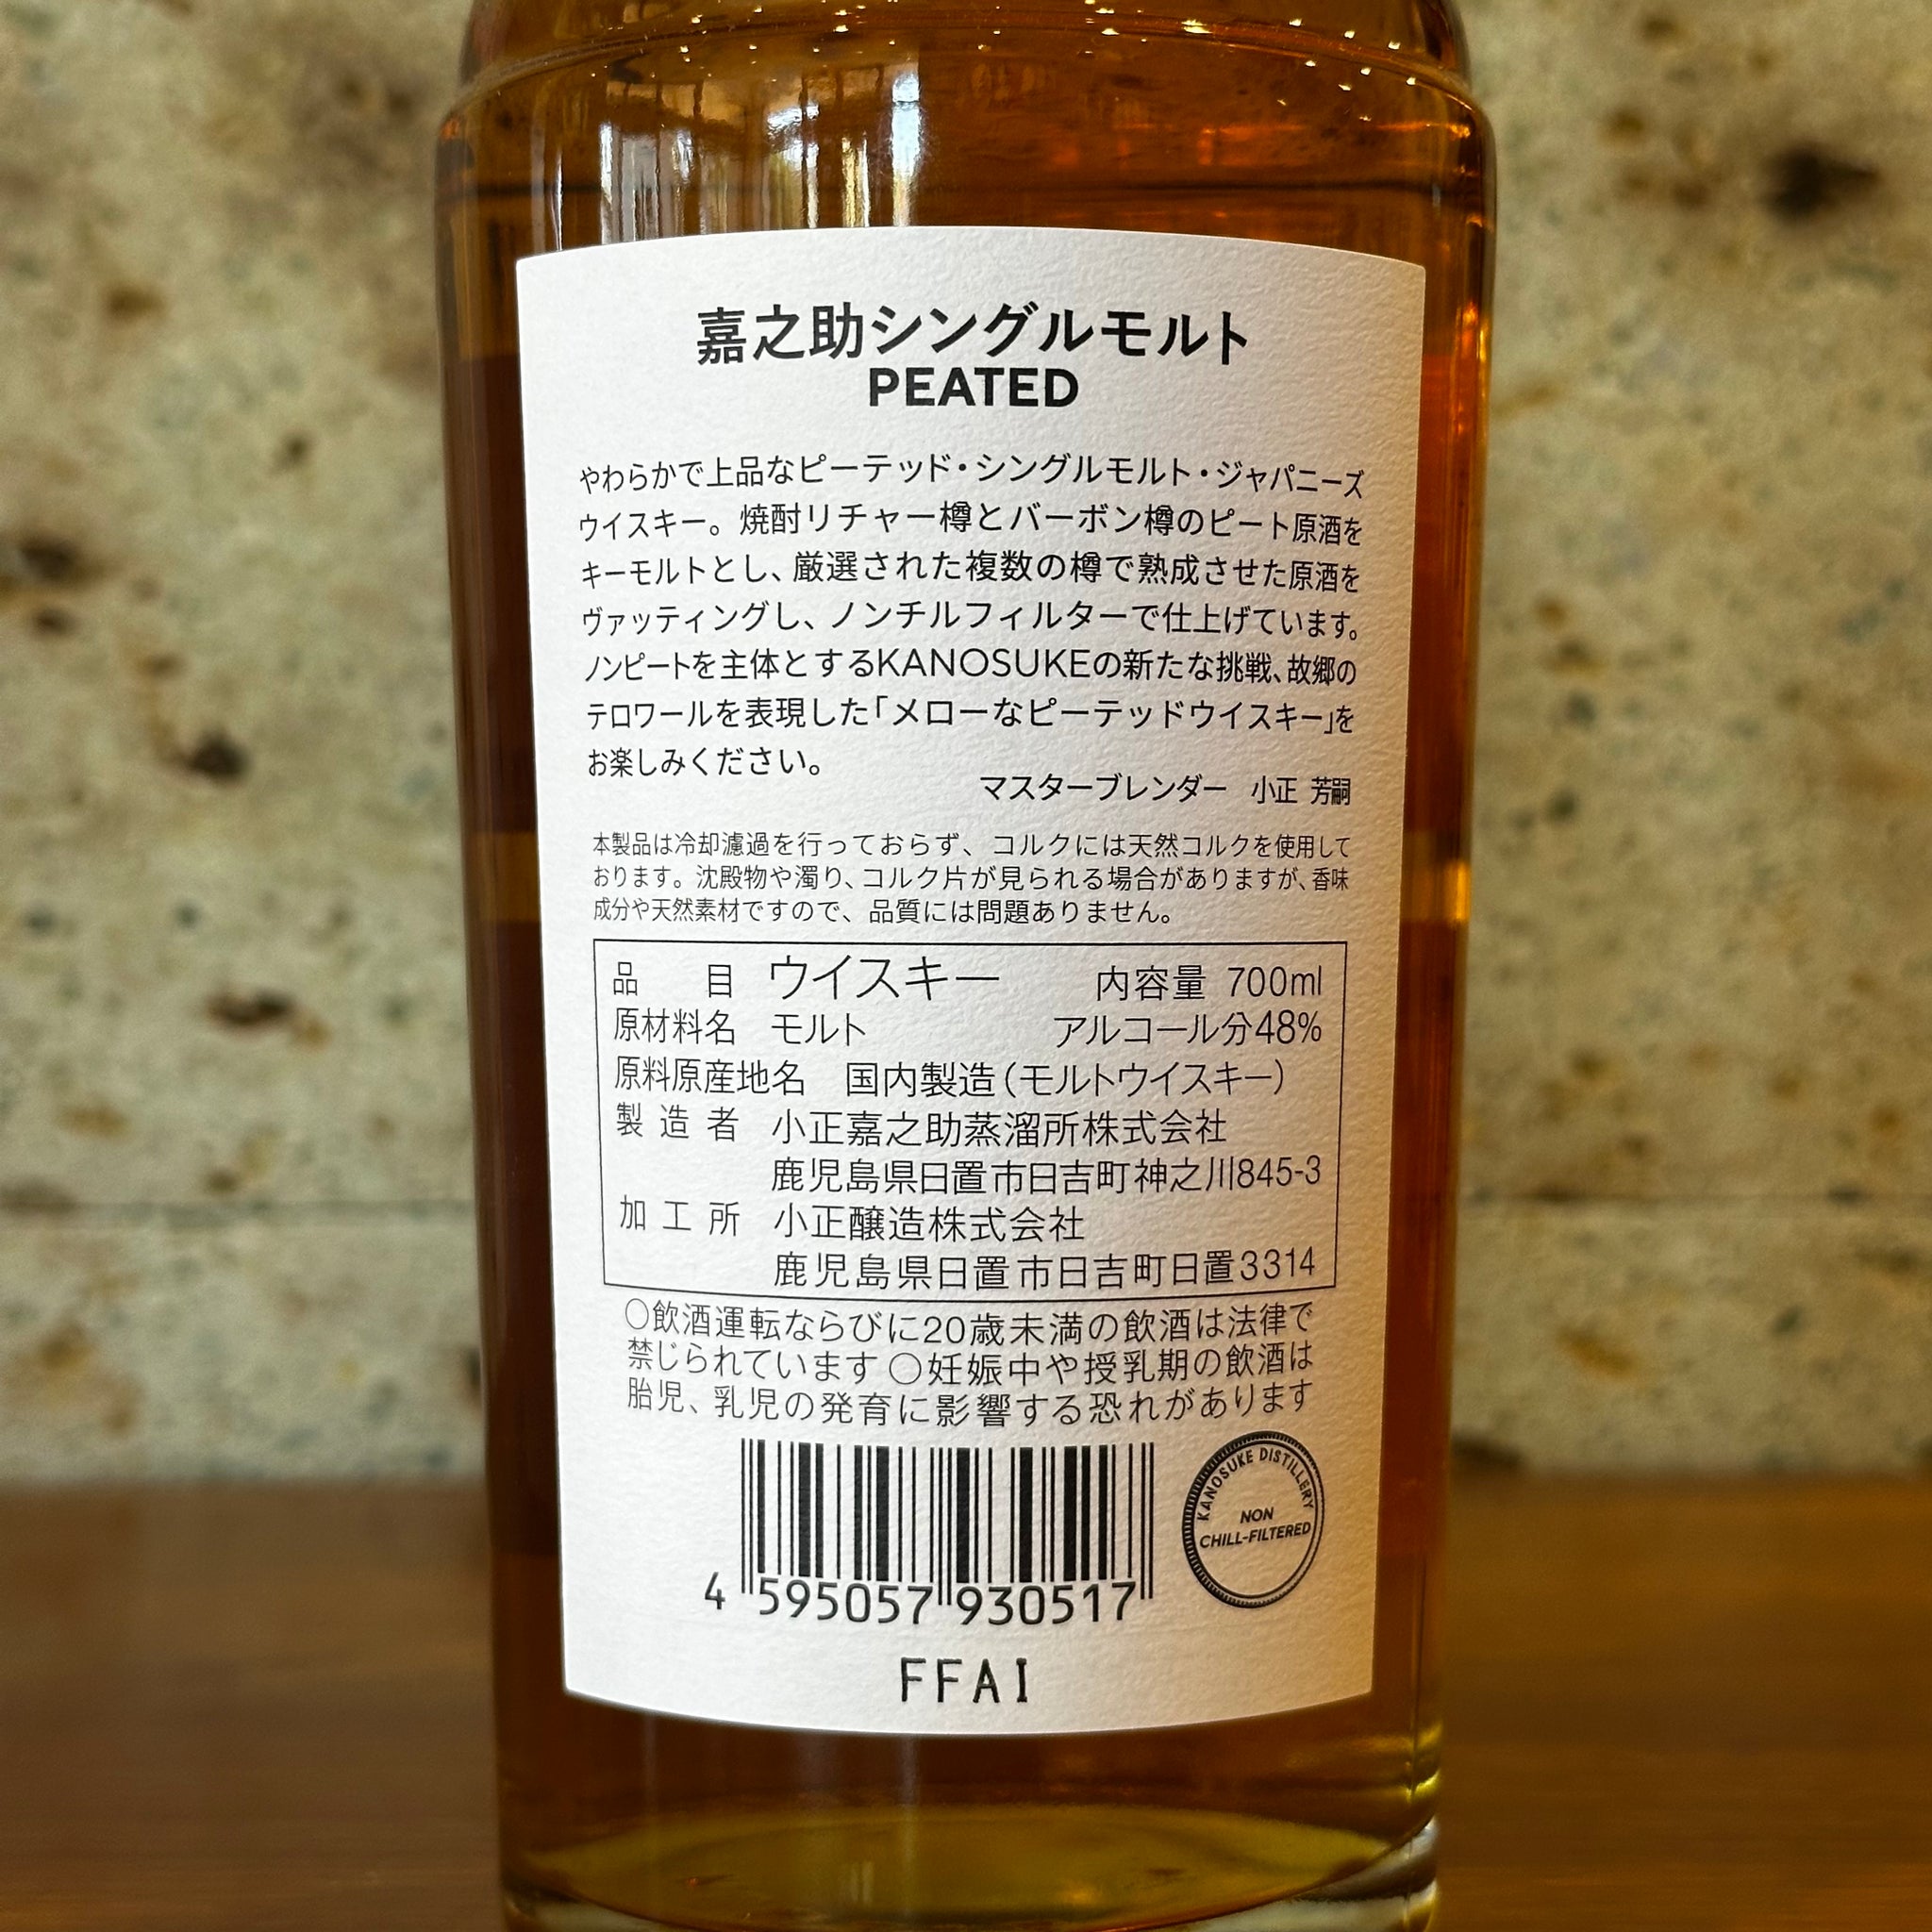 嘉之助シングルモルト
PEATED
やわらかで上品なピーテッド・シングルモルト・ジャパニーズ
ウイスキー。焼酎リチャー樽とバーボン樽のピート原酒を
キーモルトとし、厳選された複数の樽で熟成させた原酒を
ヴァッティングし、ノンチルフィルターで仕上げています。
ノンピートを主体とするKANOSUKEの新たな挑戦、故郷の
テロワールを表現した「メローなピーテッドウイスキー」を
お楽しみください。
マスターブレンダー 小正 芳嗣
本製品は冷却濾過を行っておらず、コルクには天然コルクを使用して
おります。沈殿物や濁り、コルク片が見られる場合がありますが、香味
成分や天然素材ですので、品質には問題ありません。
品目 ウイスキー 内容量 700ml
原材料名 モルト アルコール分48%
原料原産地名 国内製造(モルトウイスキー)
製造者 小正嘉之助蒸溜所株式会社
鹿児島県日置市日吉町神之川845-3
加工所 小正醸造株式会社
鹿児島県日置市日吉町日置3314
○飲酒運転ならびに20歳未満の飲酒は法律で
禁じられています ○妊娠中や授乳期の飲酒は
胎児、乳児の発育に影響する恐れがあります
KANOSUKE DISTILLERY
NON
CHILL-FILTERED
4 595057 930517
FFAI